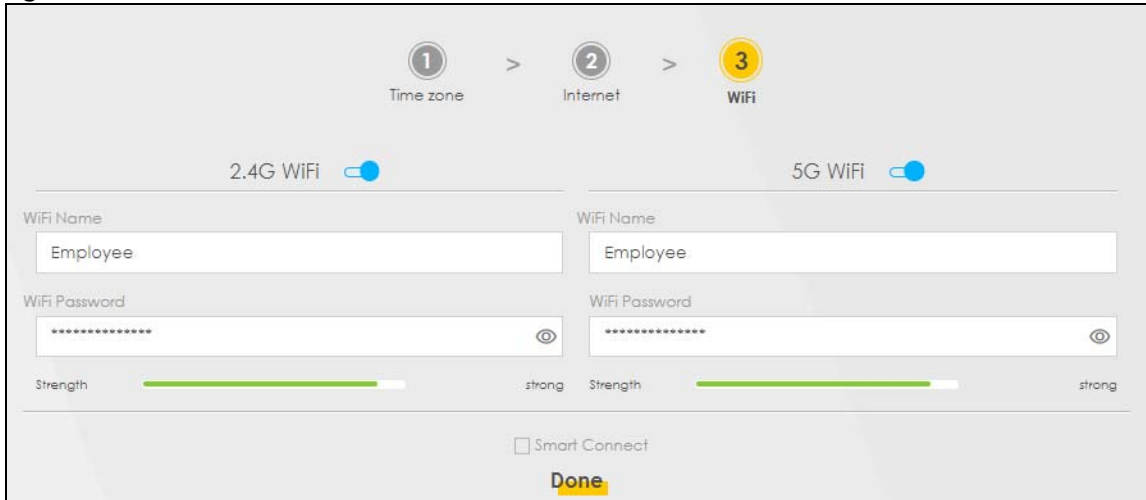 1 > 2 > 3
Time zone Internet WiFi
2.4G WiFi 5G WiFi
WiFi Name WiFi Name
Employee Employee
WiFi Password WiFi Password
************** **************
Strength strong Strength strong
Smart Connect
Done